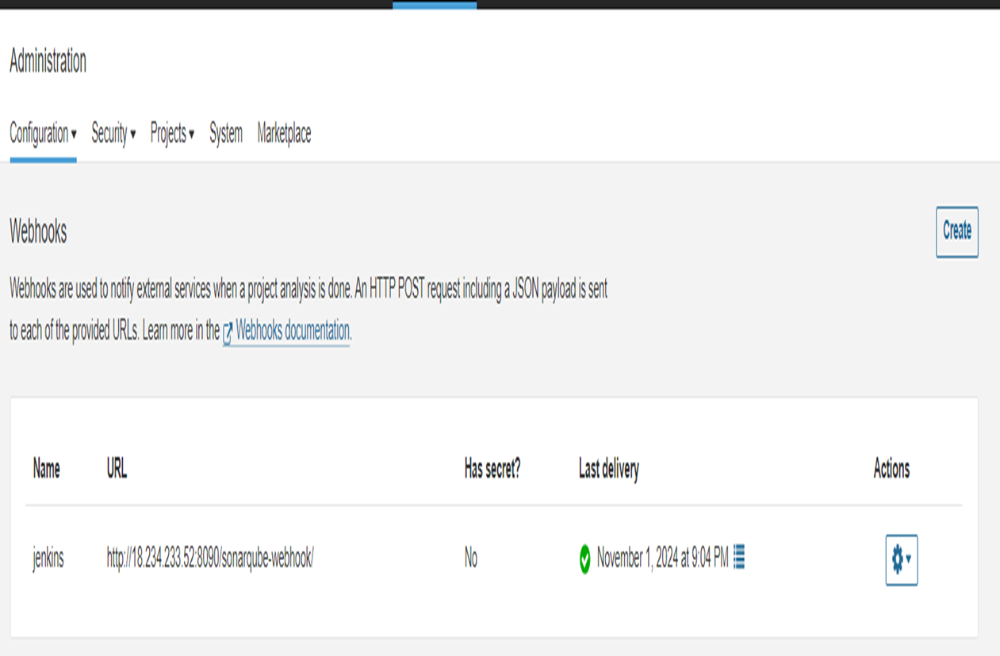 Administration
Configuration Security Projects System Marketplace
Webhooks
Create
Webhooks are used to notify external services when a project analysis is done. An HTTP POST request including a JSON payload is sent
to each of the provided URLs. Learn more in the Webhooks documentation.
Name URL Has secret? Last delivery Actions
jenkins http://18.234.233.52:8090/sonarqube-webhook/ No November 1, 2024 at 9:04 PM